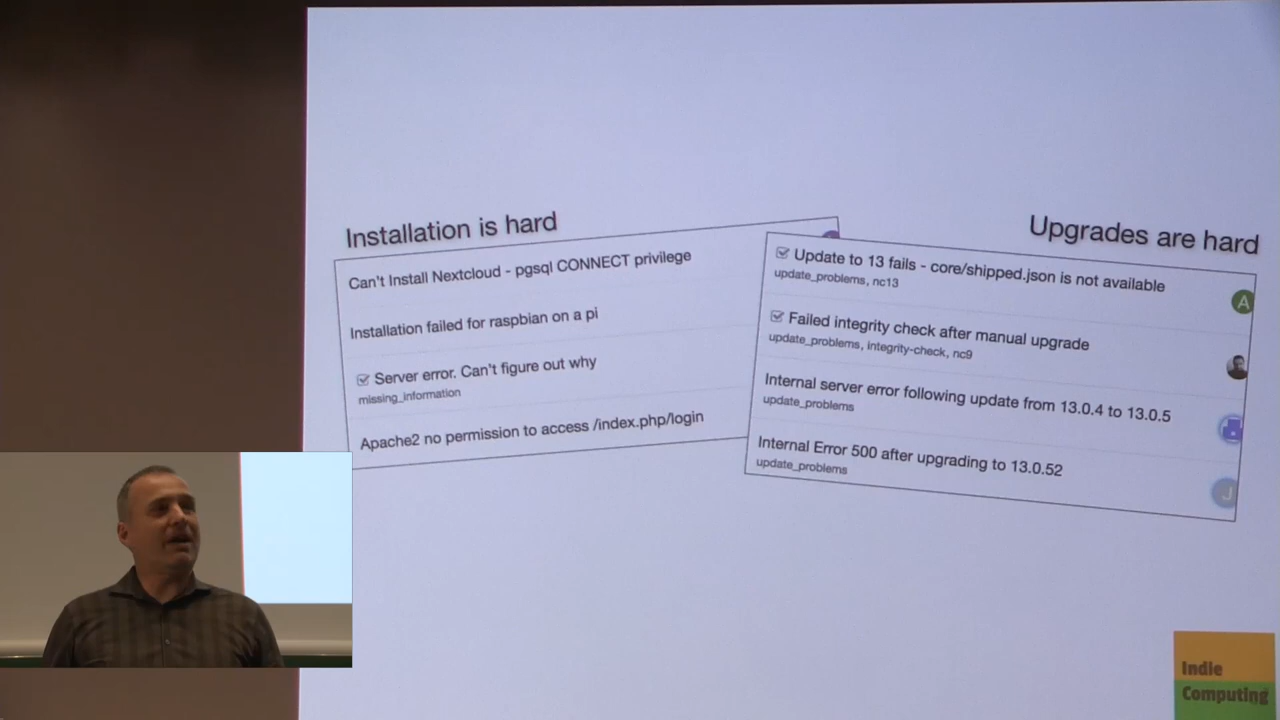 Installation is hard
Can't Install Nextcloud - pgsql CONNECT privilege
Installation failed for raspbian on a pi
Server error. Can't figure out why
missing_information
Apache2 no permission to access /index.php/login
Upgrades are hard
Update to 13 fails - core/shipped.json is not available
update_problems, nc13
A
Failed integrity check after manual upgrade
update_problems, integrity-check, nc9
Internal server error following update from 13.0.4 to 13.0.5
update_problems
Internal Error 500 after upgrading to 13.0.52
update_problems
J
Indie
Computing